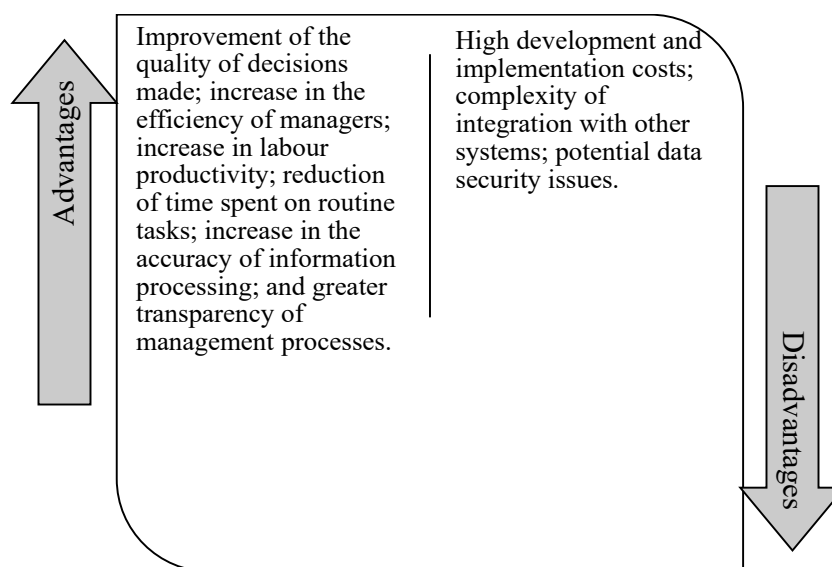 Advantages
Improvement of the
quality of decisions
made; increase in the
efficiency of managers;
increase in labour
productivity; reduction
of time spent on routine
tasks; increase in the
accuracy of information
processing; and greater
transparency of
management processes.
High development and
implementation costs;
complexity of
integration with other
systems; potential data
security issues.
Disadvantages